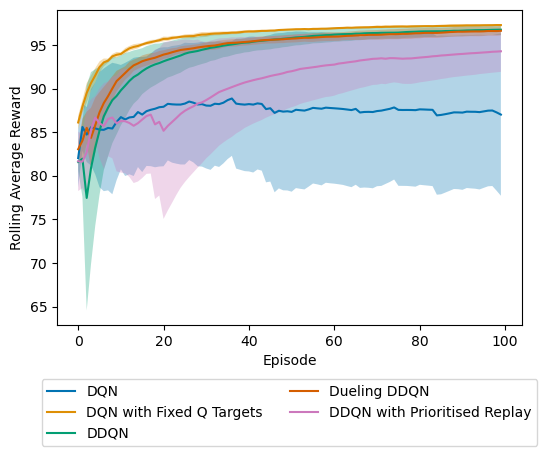 95
90
85
80
75
70
65
Rolling Average Reward
0
20
40
60
80
100
Episode
DQN
DQN with Fixed Q Targets
DDQN
Dueling DDQN
DDQN with Prioritised Replay